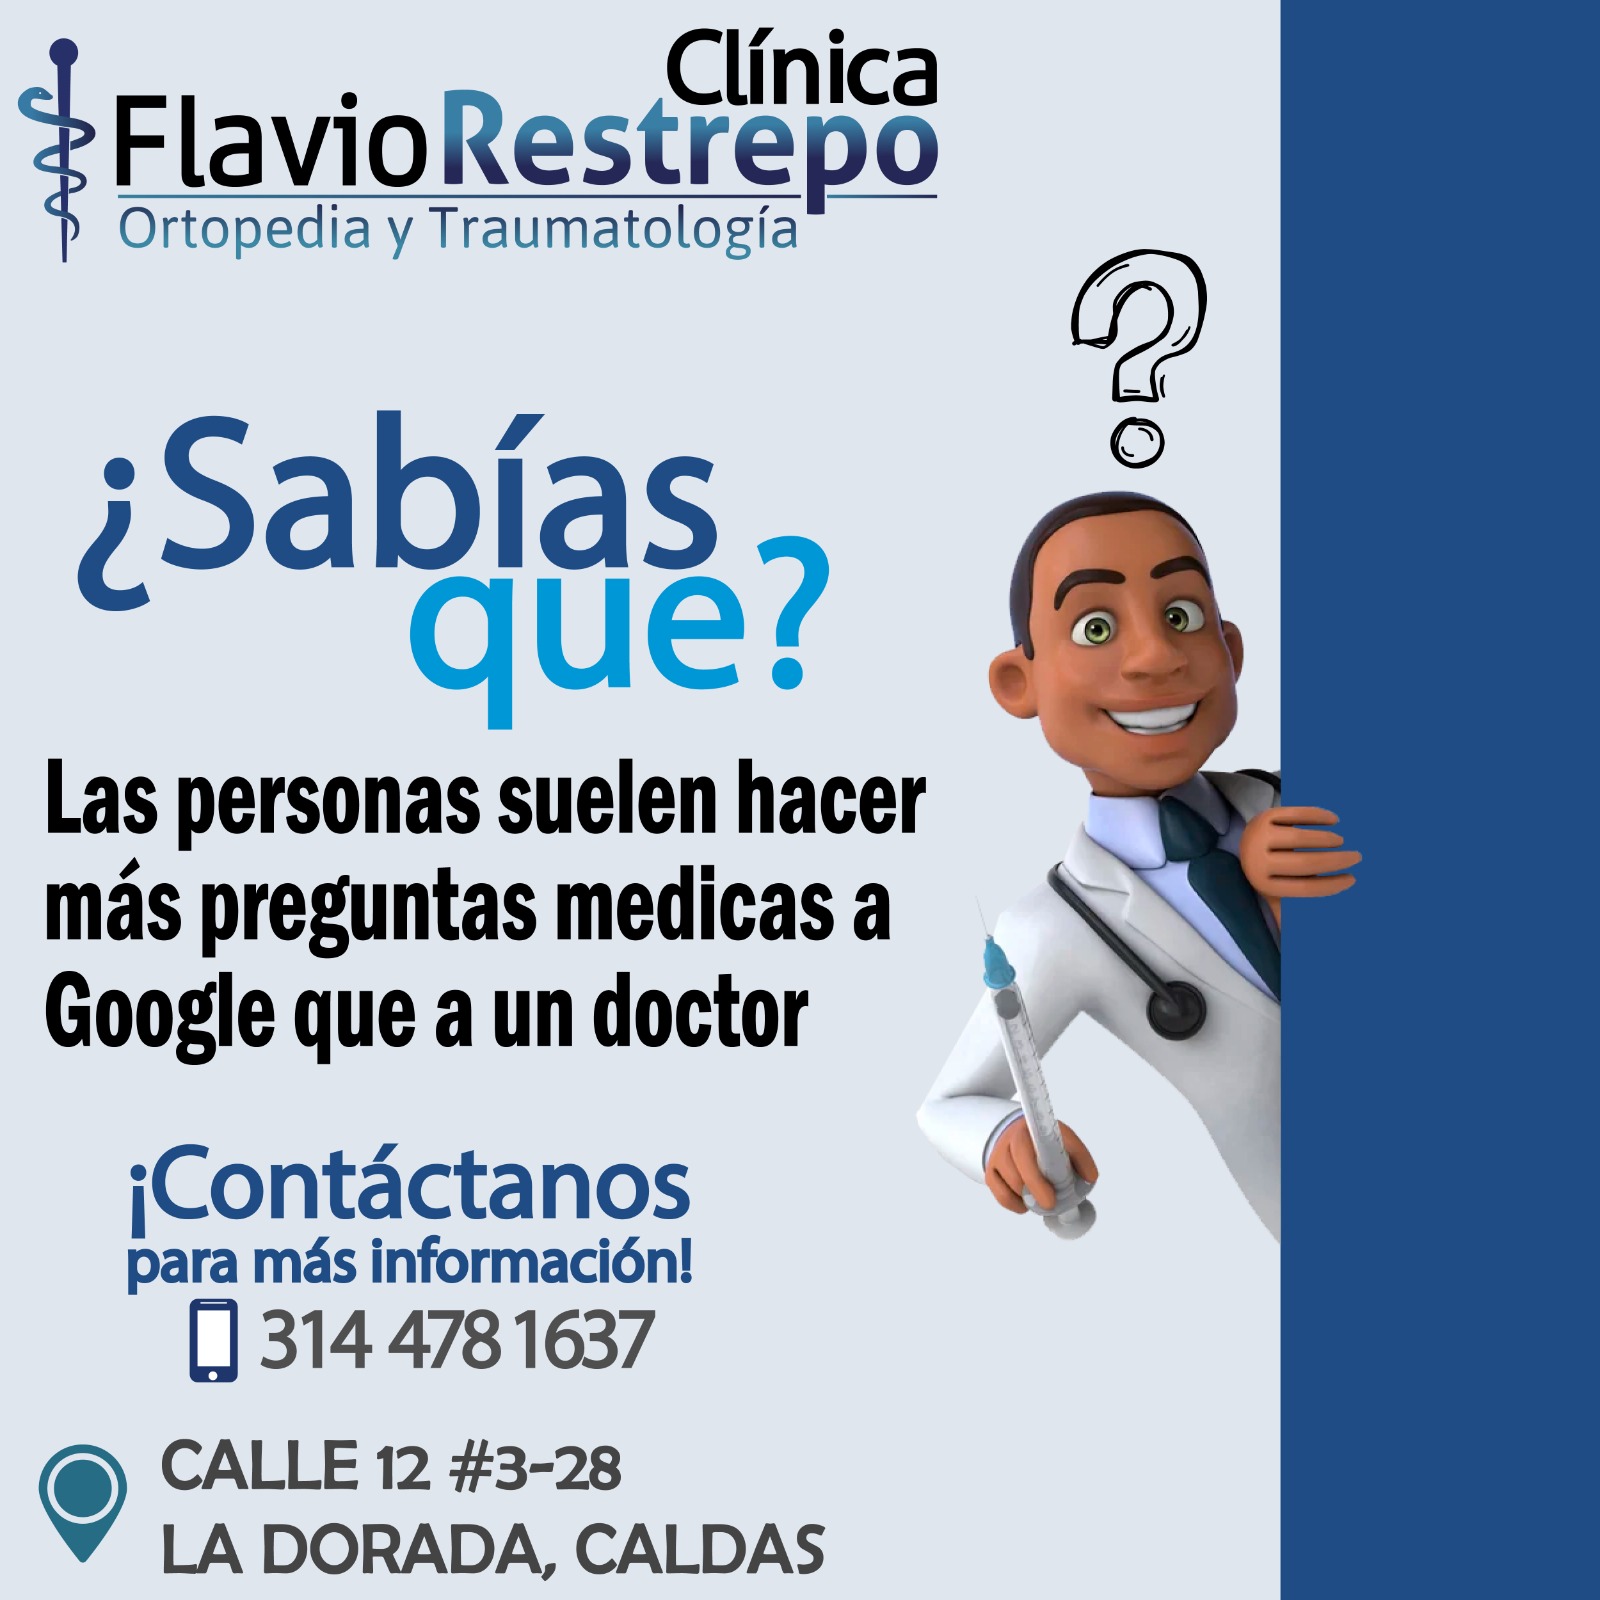 Clínica
FlavioRestrepo
Ortopedia y Traumatología
¿Sabías
que?
Las personas suelen hacer
más preguntas medicas a
Google que a un doctor
¡Contáctanos
para más información!
314 478 1637
CALLE 12 #3-28
LA DORADA, CALDAS